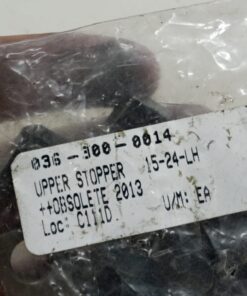 036-300-0014
UPPER STOPPER 15-24-LH
++OBSOLETE 2013
Loc: C111D U/M: EA